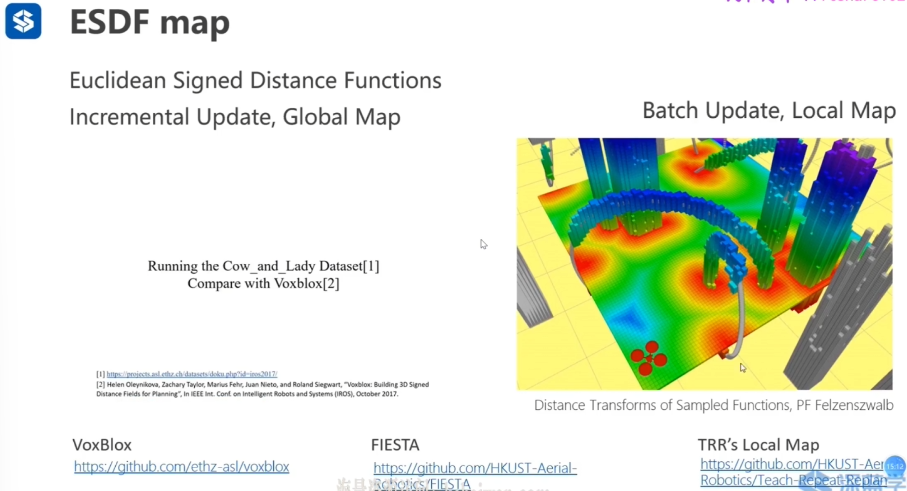 ESDF map
Euclidean Signed Distance Functions
Incremental Update, Global Map
Batch Update, Local Map
Running the Cow_and_Lady Dataset[1]
Compare with Voxblox[2]
[1] https://projects.asl.ethz.ch/datasets/doku.php?id=iros2017/
[2] Helen Oleynikova, Zachary Taylor, Marius Fehr, Juan Nieto, and Roland Siegwart, "Voxblox: Building 3D Signed
Distance Fields for Planning", In IEEE Int. Conf. on Intelligent Robots and Systems (IROS), October 2017.
Distance Transforms of Sampled Functions, PF Felzenszwalb
VoxBlox
https://github.com/ethz-asl/voxblox
FIESTA
https://github.com/HKUST-Aerial-
Robotics/FIESTA
TRR's Local Map
https://github.com/HKUST-Aer
Robotics/Teach-Repeat-Replan
15:12